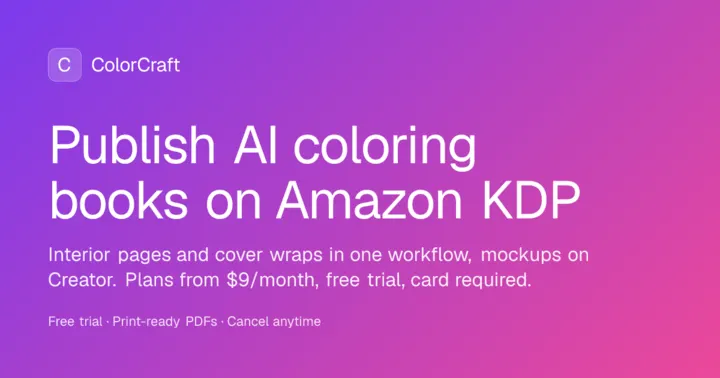 C ColorCraft
Publish AI coloring
books on Amazon KDP
Interior pages and cover wraps in one workflow, mockups on
Creator. Plans from $9/month, free trial, card required.
Free trial · Print-ready PDFs · Cancel anytime